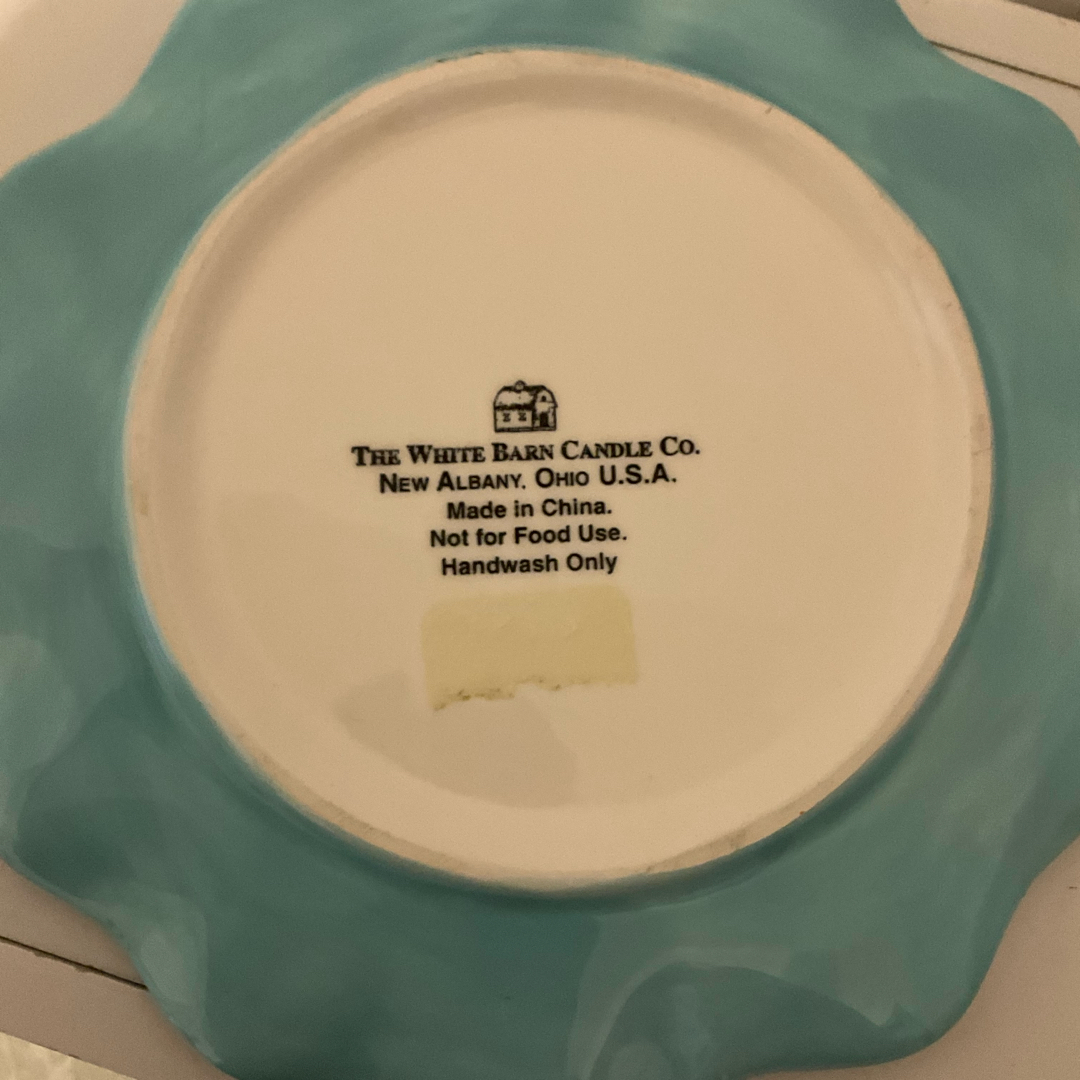 THE WHITE BARN CANDLE CO.
NEW ALBANY, OHIO U.S.A.
Made in China.
Not for Food Use.
Handwash Only